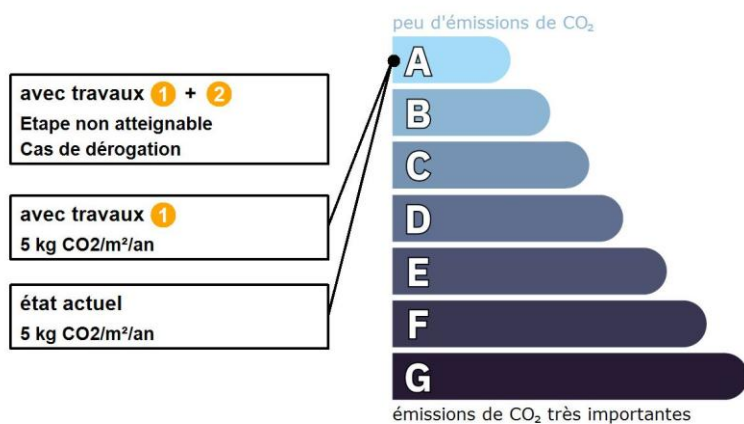 peu d'émissions de CO₂
A
B
C
D
E
F
G
émissions de CO₂ très importantes
avec travaux 1 + 2
Etape non atteignable
Cas de dérogation
avec travaux 1
5 kg CO2/m²/an
état actuel
5 kg CO2/m²/an